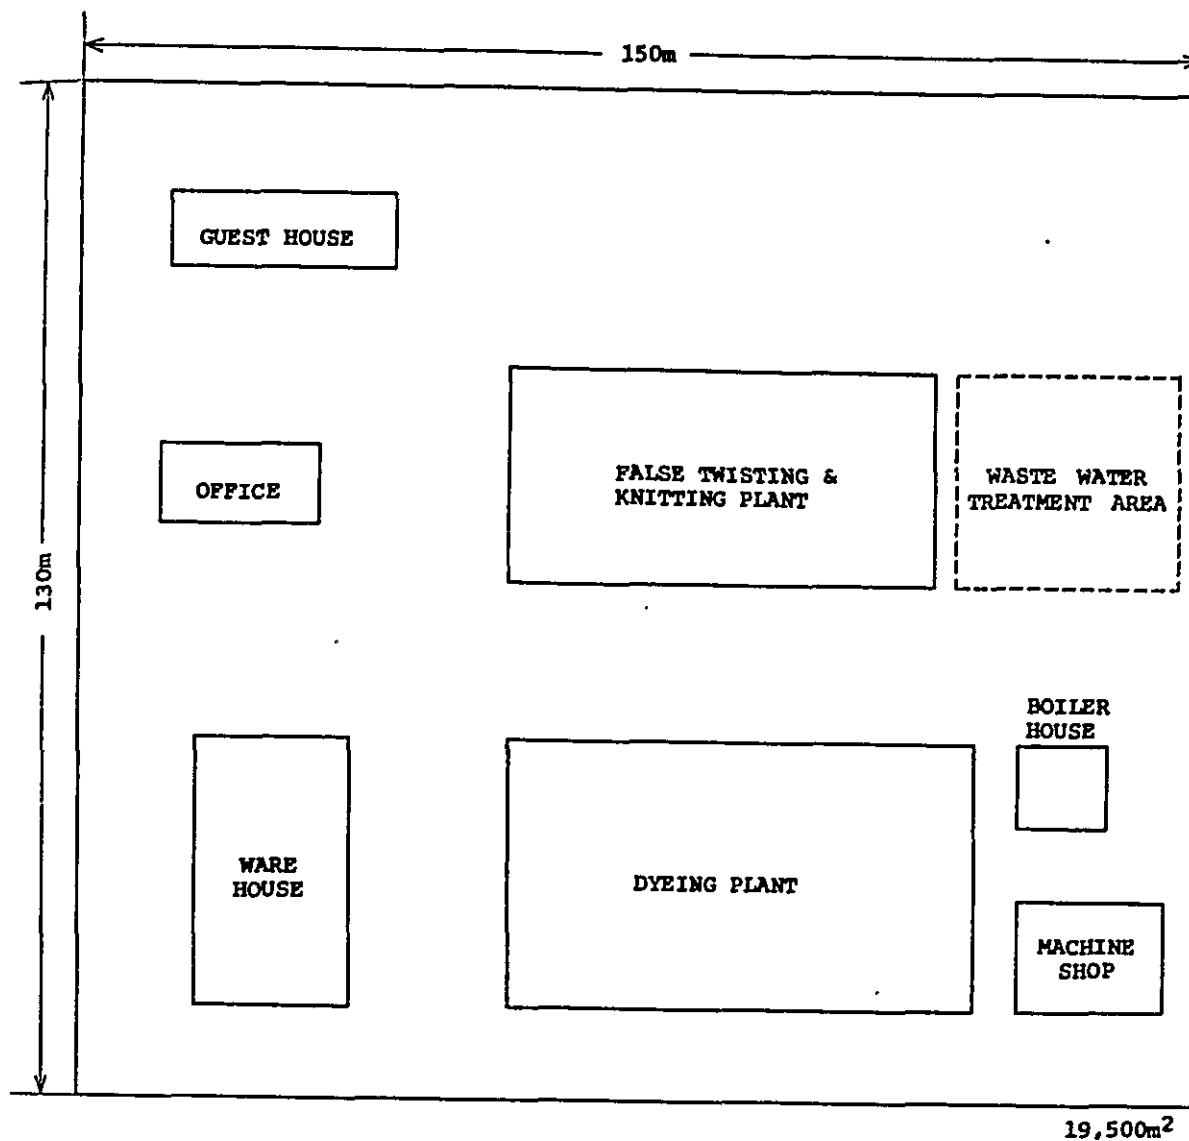 150m
GUEST HOUSE
FALSE TWISTING &
KNITTING PLANT
WASTE WATER
TREATMENT AREA
OFFICE
130m
BOILER
HOUSE
WARE
HOUSE
DYEING PLANT
MACHINE
SHOP
19,500m²